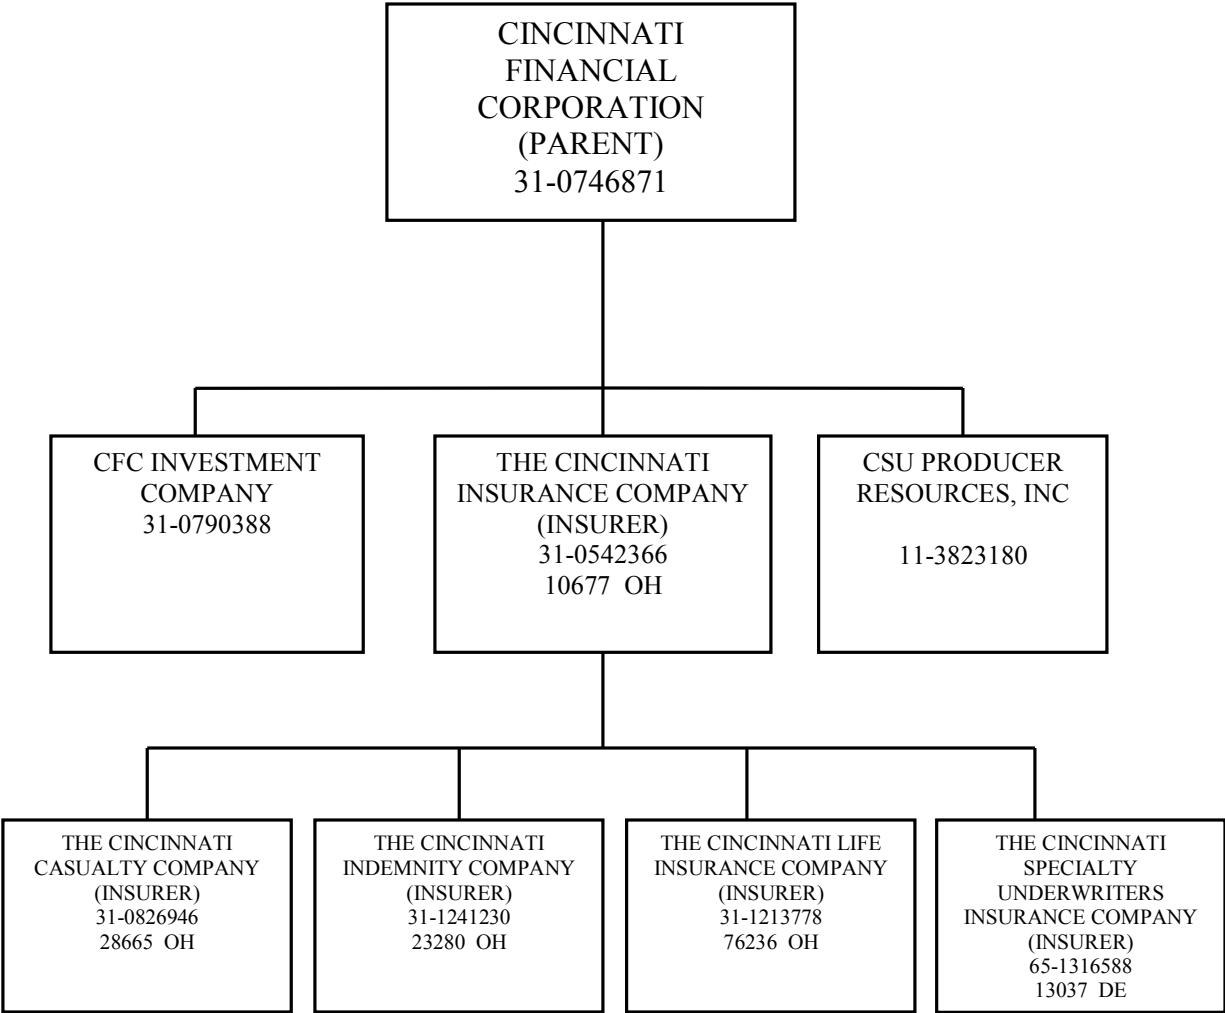 CINCINNATI
FINANCIAL
CORPORATION
(PARENT)
31-0746871
CFC INVESTMENT
COMPANY
31-0790388
THE CINCINNATI
INSURANCE COMPANY
(INSURER)
31-0542366
10677 OH
CSU PRODUCER
RESOURCES, INC
11-3823180
THE CINCINNATI
CASUALTY COMPANY
(INSURER)
31-0826946
28665 OH
THE CINCINNATI
INDEMNITY COMPANY
(INSURER)
31-1241230
23280 OH
THE CINCINNATI LIFE
INSURANCE COMPANY
(INSURER)
31-1213778
76236 OH
THE CINCINNATI
SPECIALTY
UNDERWRITERS
INSURANCE COMPANY
(INSURER)
65-1316588
13037 DE